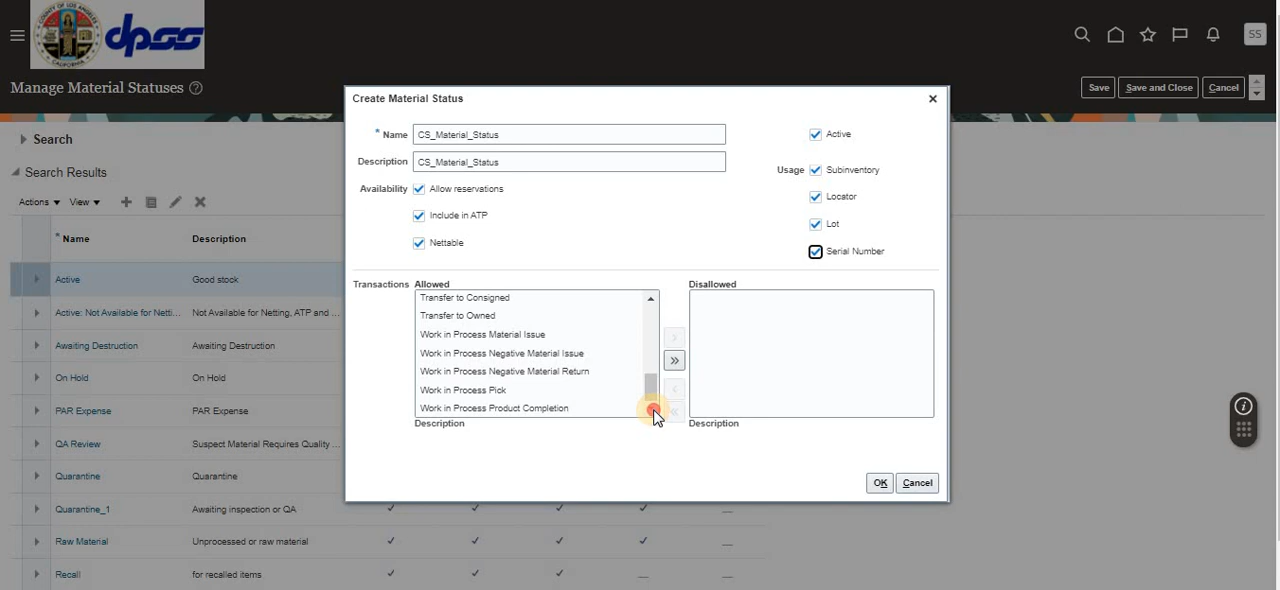 COUNTY OF LOS ANGELES
CALIFORNIA
dpss
SS
Manage Material Statuses ?
Save
Save and Close
Cancel
Search
Search Results
Actions
View
* Name
Description
Active
Good stock
Active: Not Available for Netti...
Not Available for Netting, ATP and ...
Awaiting Destruction
Awaiting Destruction
On Hold
On Hold
PAR Expense
PAR Expense
QA Review
Suspect Material Requires Quality ...
Quarantine
Quarantine
Quarantine_1
Awaiting inspection or QA
Raw Material
Unprocessed or raw material
Recall
for recalled items
Create Material Status
* Name CS_Material_Status
Description CS_Material_Status
Availability Allow reservations
Include in ATP
Nettable
Active
Usage Subinventory
Locator
Lot
Serial Number
Transactions Allowed
Transfer to Consigned
Transfer to Owned
Work in Process Material Issue
Work in Process Negative Material Issue
Work in Process Negative Material Return
Work in Process Pick
Work in Process Product Completion
Description
Disallowed
Description
OK
Cancel